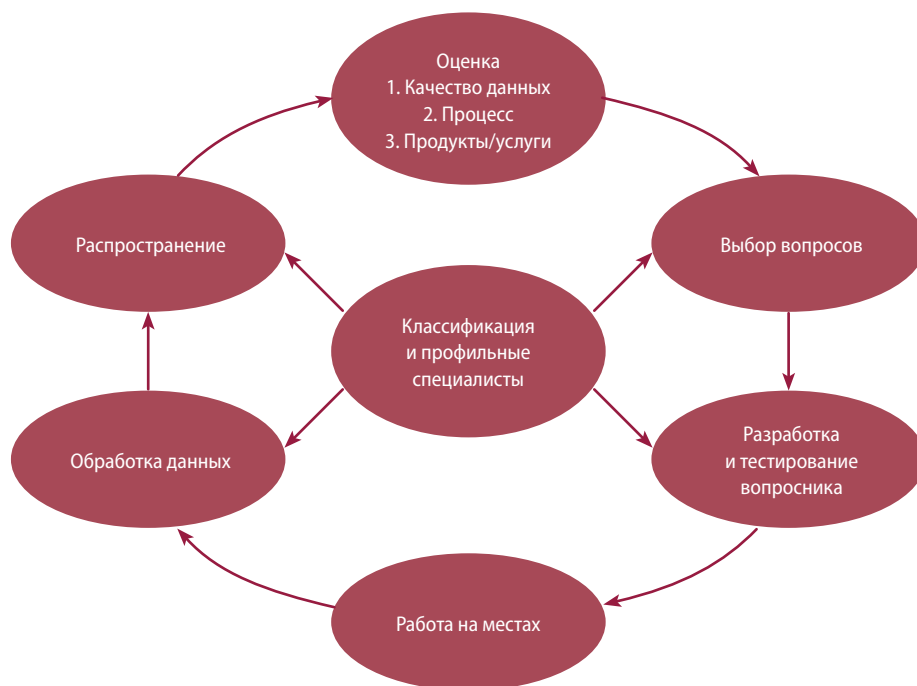 Оценка
1. Качество данных
2. Процесс
3. Продукты/услуги
Распространение
Выбор вопросов
Классификация
и профильные
специалисты
Обработка данных
Разработка
и тестирование
вопросника
Работа на местах